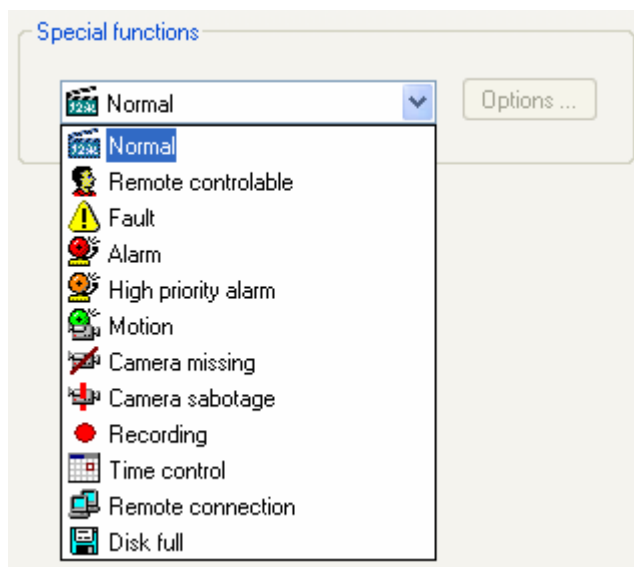 Special functions
Normal
Options ...
Normal
Remote controlable
Fault
Alarm
High priority alarm
Motion
Camera missing
Camera sabotage
Recording
Time control
Remote connection
Disk full